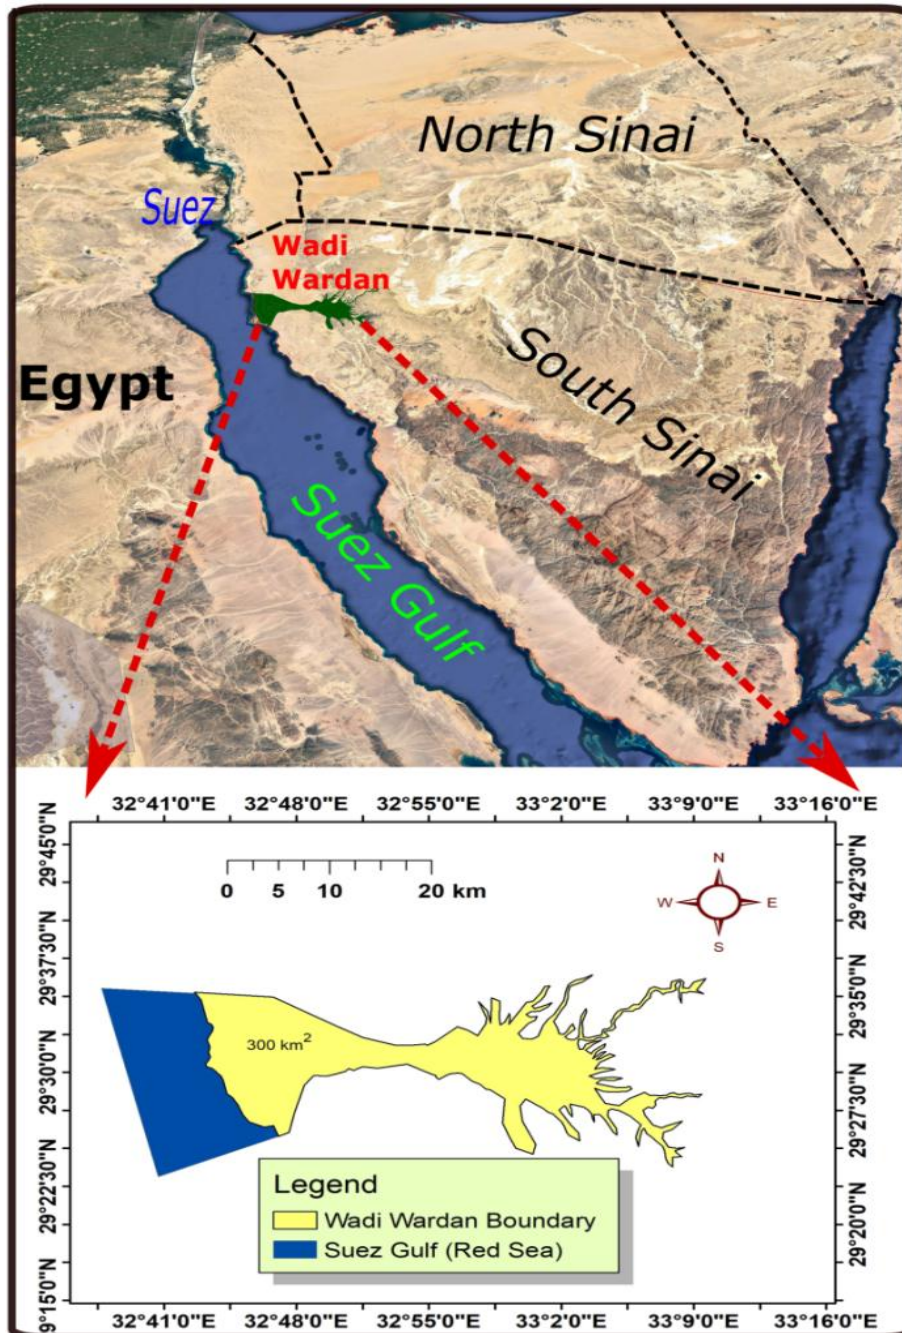 North Sinai
Suez
Wadi
Wardan
Egypt
South Sinai
Suez Gulf
32°41'0"E 32°48'0"E 32°55'0"E 33°2'0"E 33°9'0"E 33°16'0"E
29°45'0"N
29°37'30"N
29°30'0"N
29°22'30"N
9°15'0"N
0 5 10 20 km
N
W E
S
300 km2
29°42'30"N
29°35'0"N
29°27'30"N
29°20'0"N
Legend
Wadi Wardan Boundary
Suez Gulf (Red Sea)
32°41'0"E 32°48'0"E 32°55'0"E 33°2'0"E 33°9'0"E 33°16'0"E